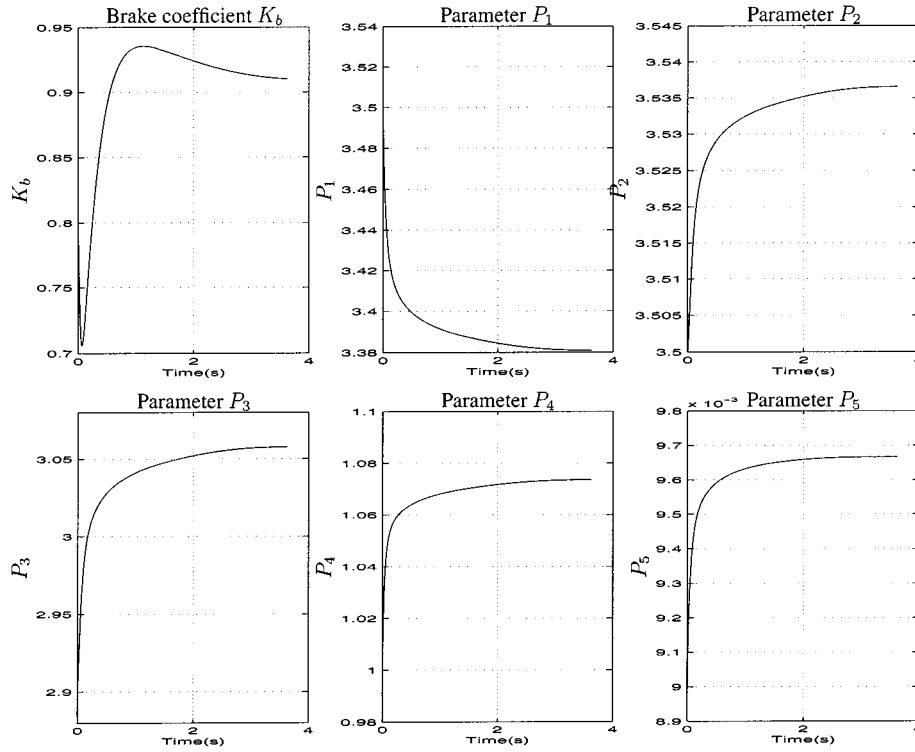 Brake coefficient K_b
0.95
0.9
0.85
0.8
0.75
0.7
K_b
0 2 4
Time(s)
Parameter P_1
3.54
3.52
3.5
3.48
3.46
3.44
3.42
3.4
3.38
P_1
0 2 4
Time(s)
Parameter P_2
3.545
3.54
3.535
3.53
3.525
3.52
3.515
3.51
3.505
3.5
P_2
0 2 4
Time(s)
Parameter P_3
3.05
3
2.95
2.9
P_3
0 2 4
Time(s)
Parameter P_4
1.1
1.08
1.06
1.04
1.02
1
0.98
P_4
0 2 4
Time(s)
× 10⁻³ Parameter P_5
9.8
9.7
9.6
9.5
9.4
9.3
9.2
9.1
9
8.9
P_5
0 2 4
Time(s)